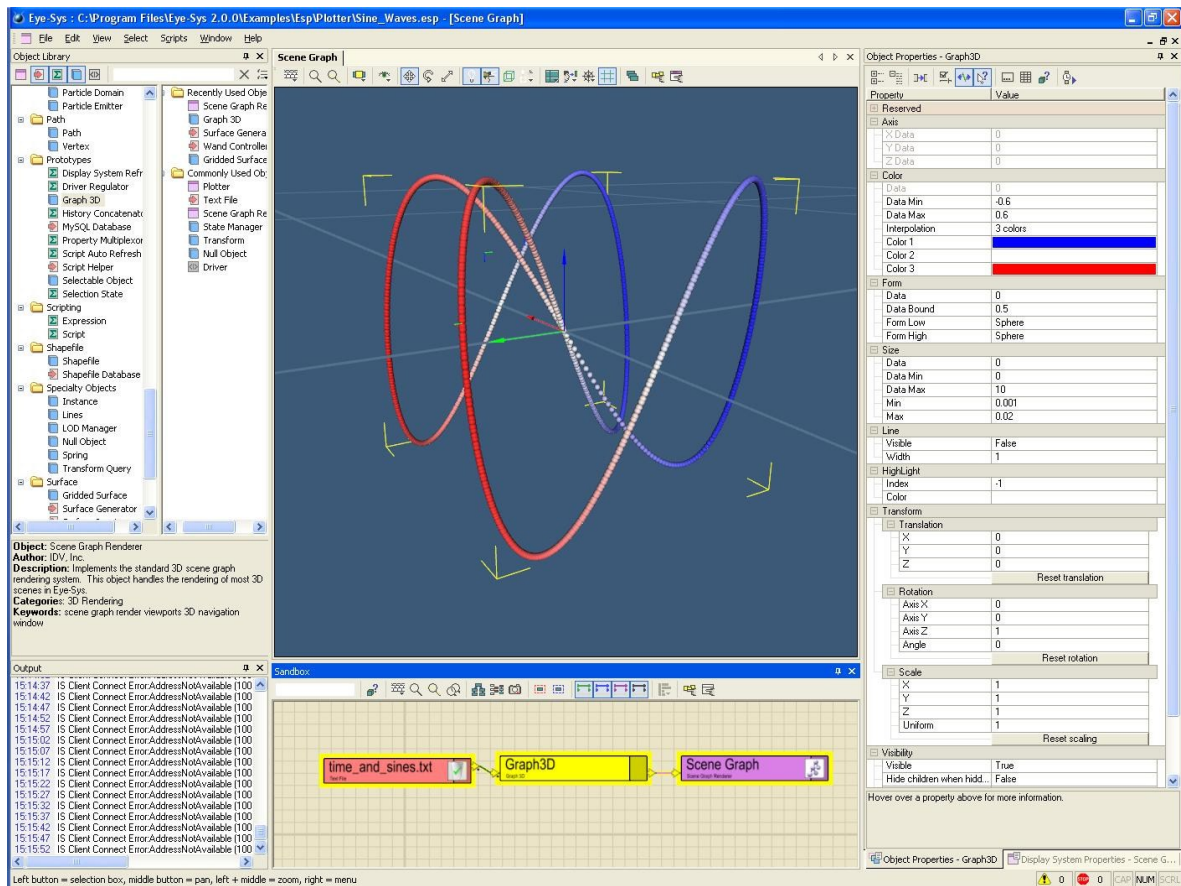 Eye-Sys : C:\Program Files\Eye-Sys 2.0.0\Examples\Esp\Plotter\Sine_Waves.esp - [Scene Graph]
File Edit View Select Scripts Window Help
Object Library
Particle Domain
Particle Emitter
Path
Path
Vertex
Prototypes
Display System Refr
Driver Regulator
Graph 3D
History Concatenato
MySQL Database
Property Multiplexor
Script Auto Refresh
Script Helper
Selectable Object
Selection State
Scripting
Expression
Script
Shapefile
Shapefile
Shapefile Database
Specialty Objects
Instance
Lines
LOD Manager
Null Object
Spring
Transform Query
Surface
Gridded Surface
Surface Generator
Recently Used Obje
Scene Graph Re
Graph 3D
Surface Genera
Wand Controlle
Gridded Surface
Commonly Used Obj
Plotter
Text File
Scene Graph Re
State Manager
Transform
Null Object
Driver
Object: Scene Graph Renderer
Author: IDV, Inc.
Description: Implements the standard 3D scene graph
rendering system. This object handles the rendering of most 3D
scenes in Eye-Sys.
Categories: 3D Rendering
Keywords: scene graph render viewports 3D navigation
window
Output
15:14:37 IS Client Connect Error:AddressNotAvailable (100
15:14:42 IS Client Connect Error:AddressNotAvailable (100
15:14:47 IS Client Connect Error:AddressNotAvailable (100
15:14:52 IS Client Connect Error:AddressNotAvailable (100
15:14:57 IS Client Connect Error:AddressNotAvailable (100
15:15:02 IS Client Connect Error:AddressNotAvailable (100
15:15:07 IS Client Connect Error:AddressNotAvailable (100
15:15:12 IS Client Connect Error:AddressNotAvailable (100
15:15:17 IS Client Connect Error:AddressNotAvailable (100
15:15:22 IS Client Connect Error:AddressNotAvailable (100
15:15:27 IS Client Connect Error:AddressNotAvailable (100
15:15:32 IS Client Connect Error:AddressNotAvailable (100
15:15:37 IS Client Connect Error:AddressNotAvailable (100
15:15:42 IS Client Connect Error:AddressNotAvailable (100
15:15:47 IS Client Connect Error:AddressNotAvailable (100
15:15:52 IS Client Connect Error:AddressNotAvailable (100
Scene Graph
Sandbox
time_and_sines.txt
Text File
Graph3D
Graph 3D
Scene Graph
Scene Graph Renderer
Object Properties - Graph3D
Property Value
Reserved
Axis
X Data 0
Y Data 0
Z Data 0
Color
Data 0
Data Min -0.6
Data Max 0.6
Interpolation 3 colors
Color 1
Color 2
Color 3
Form
Data 0
Data Bound 0.5
Form Low Sphere
Form High Sphere
Size
Data 0
Data Min 0
Data Max 10
Min 0.001
Max 0.02
Line
Visible False
Width 1
HighLight
Index -1
Color
Transform
Translation
X 0
Y 0
Z 0
Reset translation
Rotation
Axis X 0
Axis Y 0
Axis Z 1
Angle 0
Reset rotation
Scale
X 1
Y 1
Z 1
Uniform 1
Reset scaling
Visibility
Visible True
Hide children when hidd... False
Hover over a property above for more information.
Object Properties - Graph3D Display System Properties - Scene G...
Left button = selection box, middle button = pan, left + middle = zoom, right = menu
0 STOP 0 CAP NUM SCRL